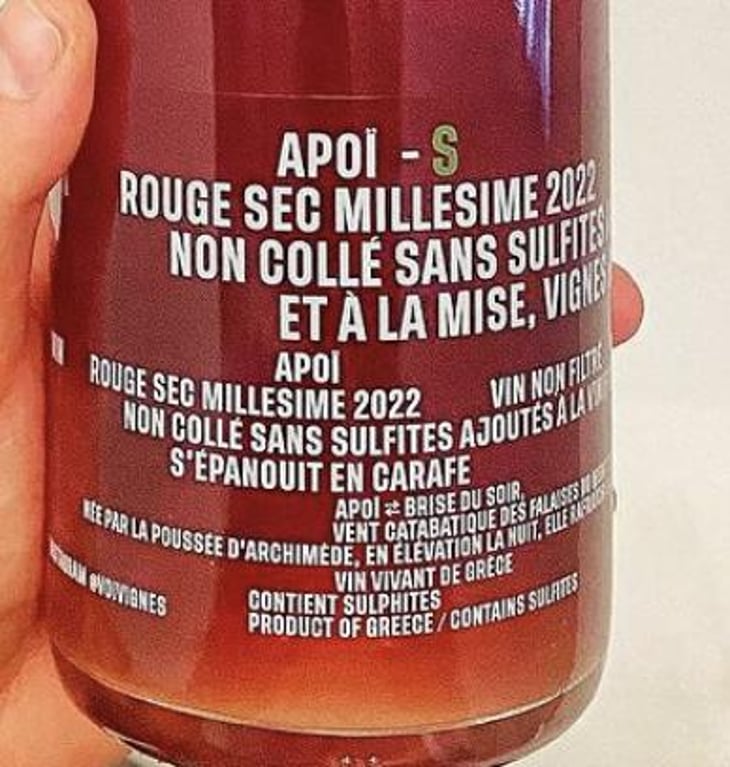 APOÏ - S
ROUGE SEC MILLESIME 2022
NON COLLÉ SANS SULFITES
ET À LA MISE, VIGNES
APOÏ
ROUGE SEC MILLESIME 2022 VIN NON FILTRÉ
NON COLLÉ SANS SULFITES AJOUTÉS À LA
S'ÉPANOUIT EN CARAFE
APOÏ ⇄ BRISE DU SOIR,
VENT CATABATIQUE DES FALAISES
NÉE PAR LA POUSSÉE D'ARCHIMÈDE, EN ÉLÉVATION LA NUIT, ELLE
VIN VIVANT DE GRÈCE
CONTIENT SULPHITES
PRODUCT OF GREECE / CONTAINS SULFITES